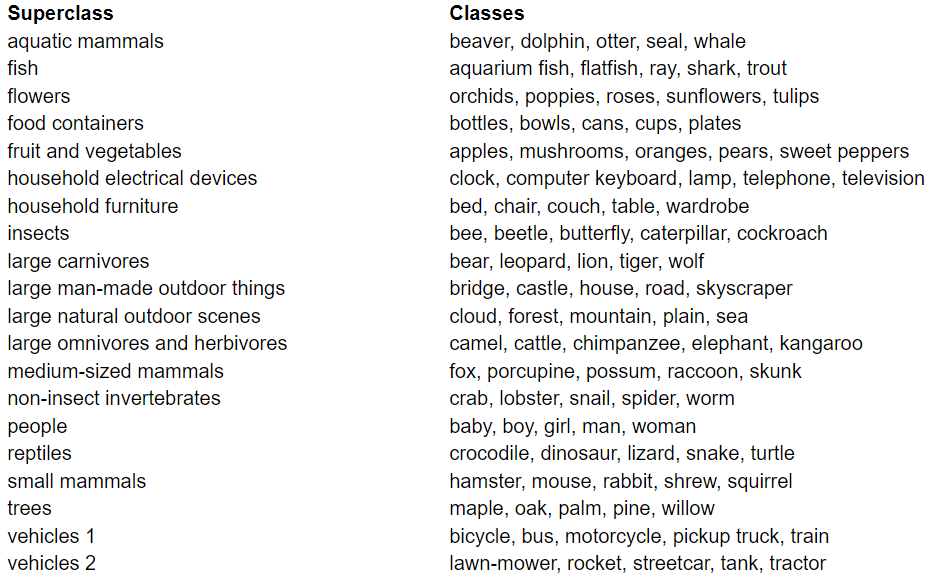 Superclass Classes
aquatic mammals beaver, dolphin, otter, seal, whale
fish aquarium fish, flatfish, ray, shark, trout
flowers orchids, poppies, roses, sunflowers, tulips
food containers bottles, bowls, cans, cups, plates
fruit and vegetables apples, mushrooms, oranges, pears, sweet peppers
household electrical devices clock, computer keyboard, lamp, telephone, television
household furniture bed, chair, couch, table, wardrobe
insects bee, beetle, butterfly, caterpillar, cockroach
large carnivores bear, leopard, lion, tiger, wolf
large man-made outdoor things bridge, castle, house, road, skyscraper
large natural outdoor scenes cloud, forest, mountain, plain, sea
large omnivores and herbivores camel, cattle, chimpanzee, elephant, kangaroo
medium-sized mammals fox, porcupine, possum, raccoon, skunk
non-insect invertebrates crab, lobster, snail, spider, worm
people baby, boy, girl, man, woman
reptiles crocodile, dinosaur, lizard, snake, turtle
small mammals hamster, mouse, rabbit, shrew, squirrel
trees maple, oak, palm, pine, willow
vehicles 1 bicycle, bus, motorcycle, pickup truck, train
vehicles 2 lawn-mower, rocket, streetcar, tank, tractor